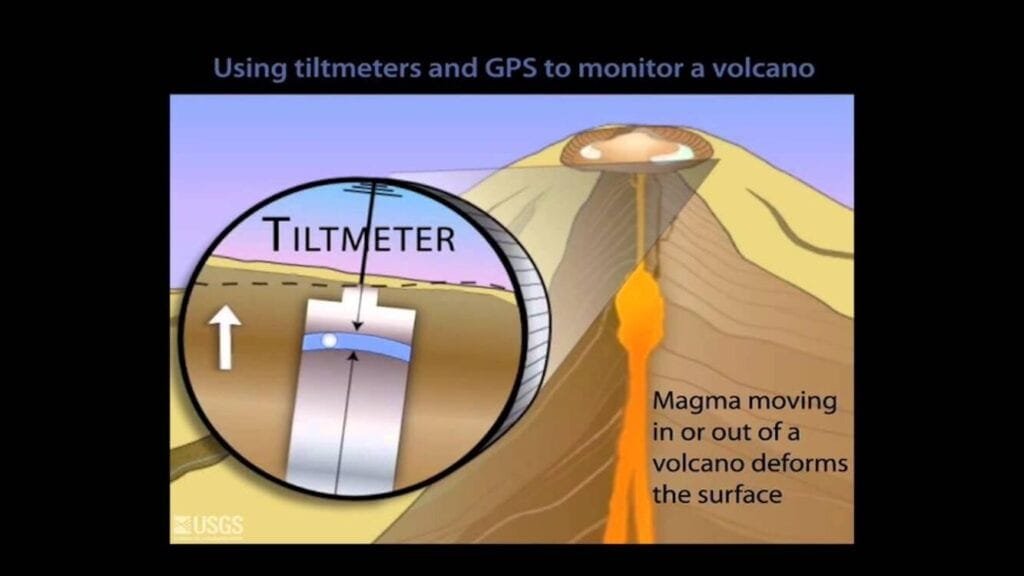 Using tiltmeters and GPS to monitor a volcano
TILTMETER
Magma moving
in or out of a
volcano deforms
the surface
USGS